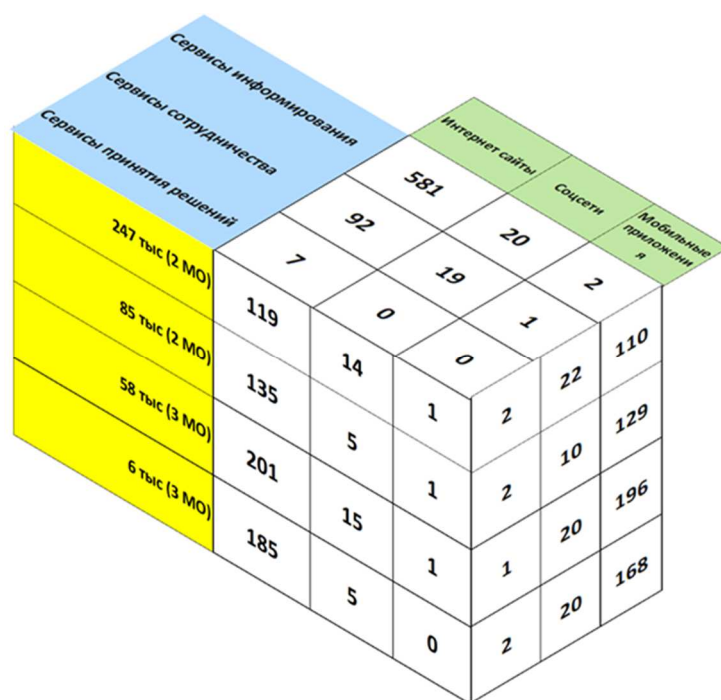 Сервисы информирования
Сервисы сотрудничества
Сервисы принятия решений
Интернет сайты
Соцсети
Мобильные
приложени
я
581
20
2
92
19
1
7
0
0
247 тыс (2 МО)
119
14
1
2
22
110
85 тыс (2 МО)
135
5
1
2
10
129
58 тыс (3 МО)
201
15
1
1
20
196
6 тыс (3 МО)
185
5
0
2
20
168